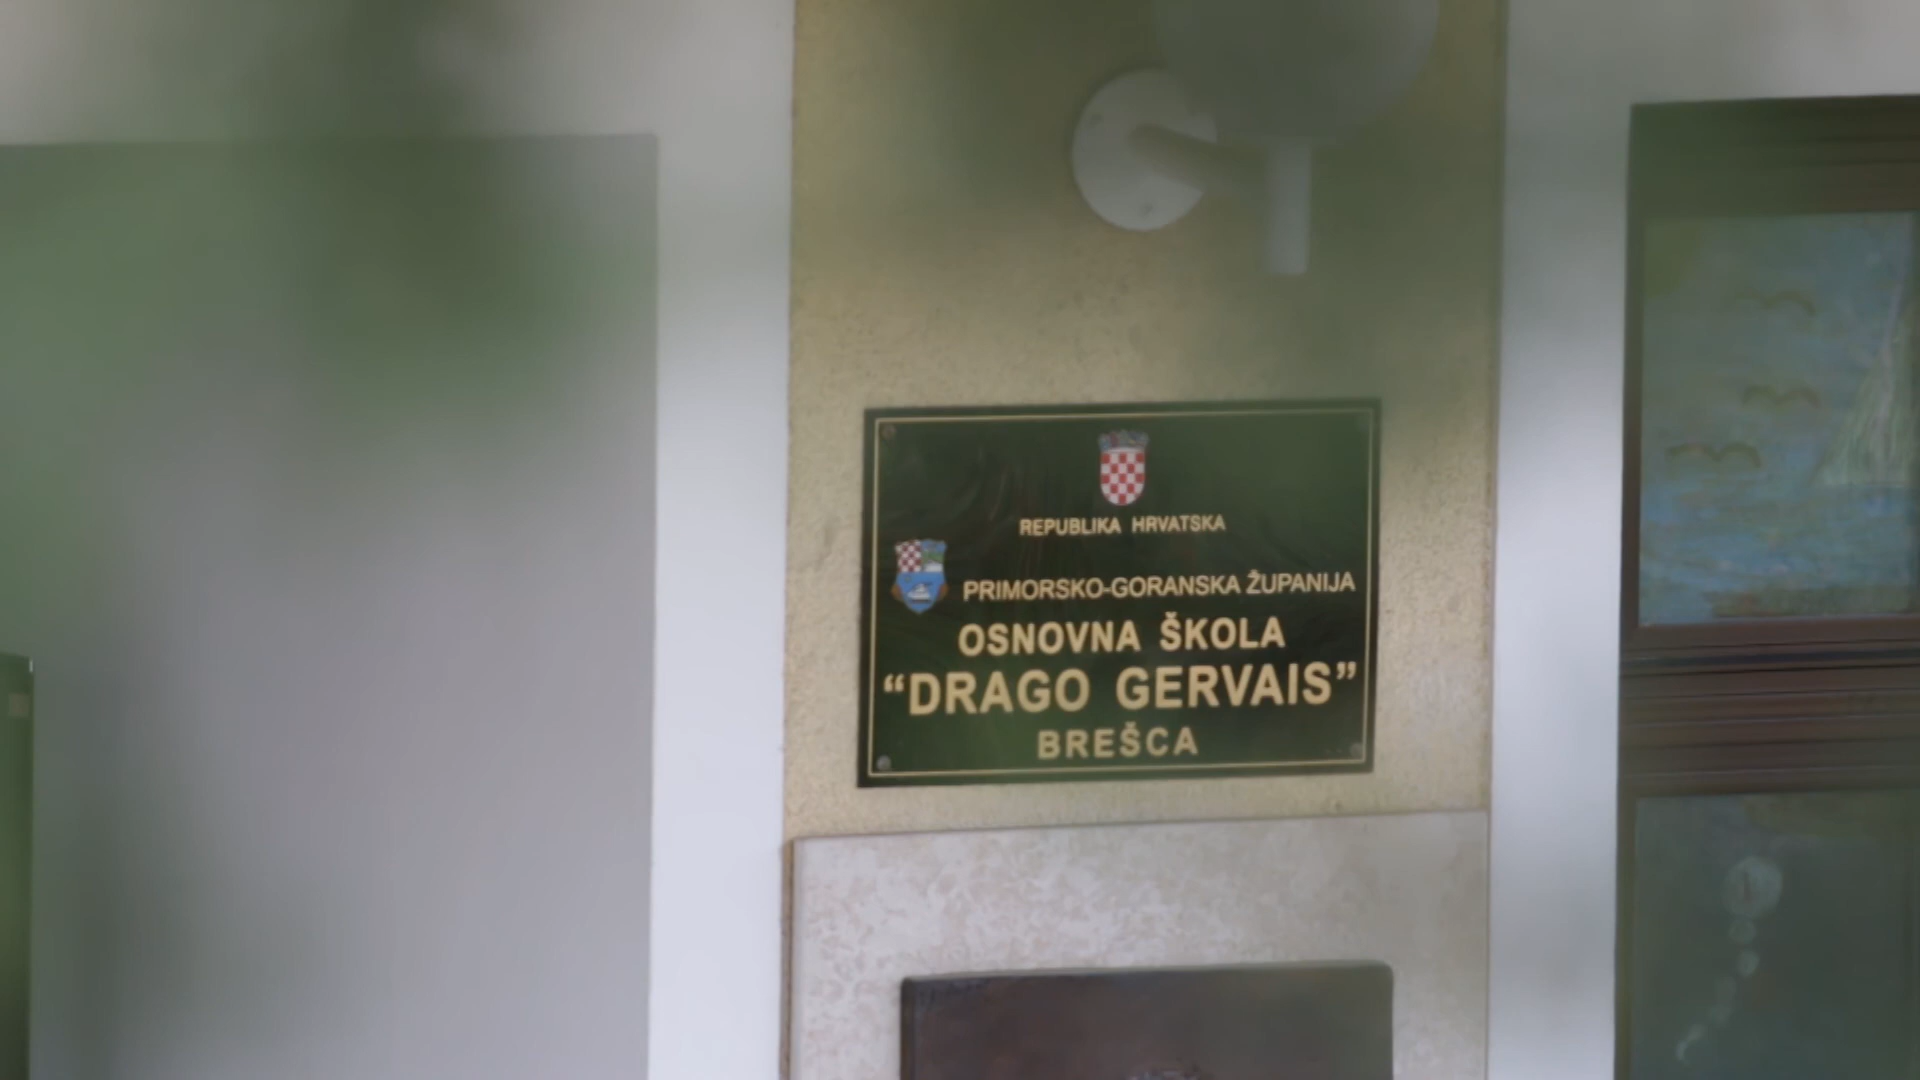 REPUBLIKA HRVATSKA
PRIMORSKO-GORANSKA ŽUPANIJA
OSNOVNA ŠKOLA
“DRAGO GERVAIS”
BREŠCA